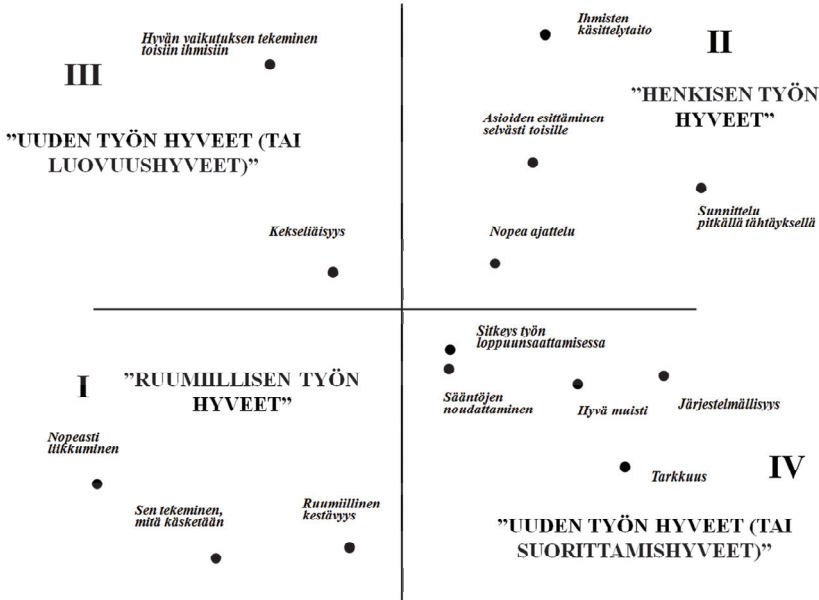 Hyvän vaikutuksen tekeminen
toisiin ihmisiin
III
"UUDEN TYÖN HYVEET (TAI
LUOVUUSHYVEET)"
Kekseliäisyys
Ihmisten
käsittelytaito
II
"HENKISEN TYÖN
HYVEET"
Asioiden esittäminen
selvästi toisille
Sunnittelu
pitkällä tähtäyksellä
Nopea ajattelu
I
"RUUMIILLISEN TYÖN
HYVEET"
Nopeasti
liikkuminen
Sen tekeminen,
mitä käsketään
Ruumiillinen
kestävyys
Sitkeys työn
loppuunsaattamisessa
Sääntöjen
noudattaminen
Hyvä muisti
Järjestelmällisyys
Tarkkuus
IV
"UUDEN TYÖN HYVEET (TAI
SUORITTAMISHYVEET)"